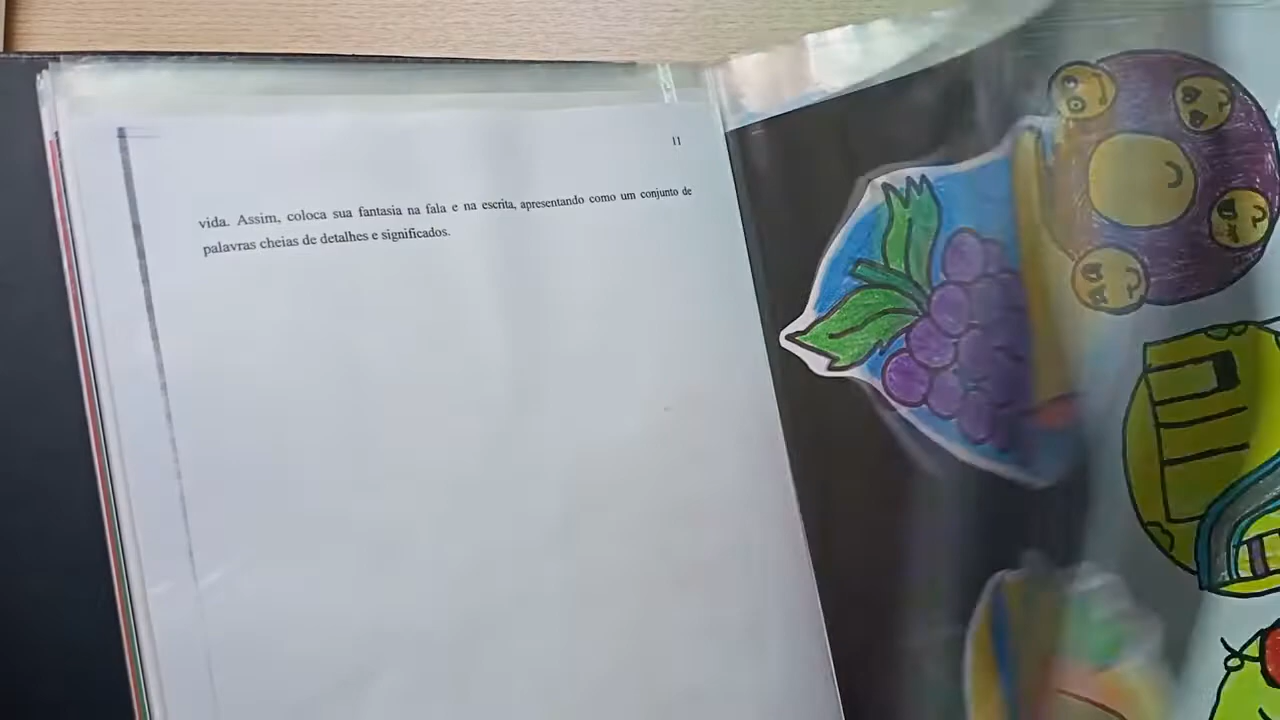 11
vida. Assim, coloca sua fantasia na fala e na escrita, apresentando como um conjunto de
palavras cheias de detalhes e significados.